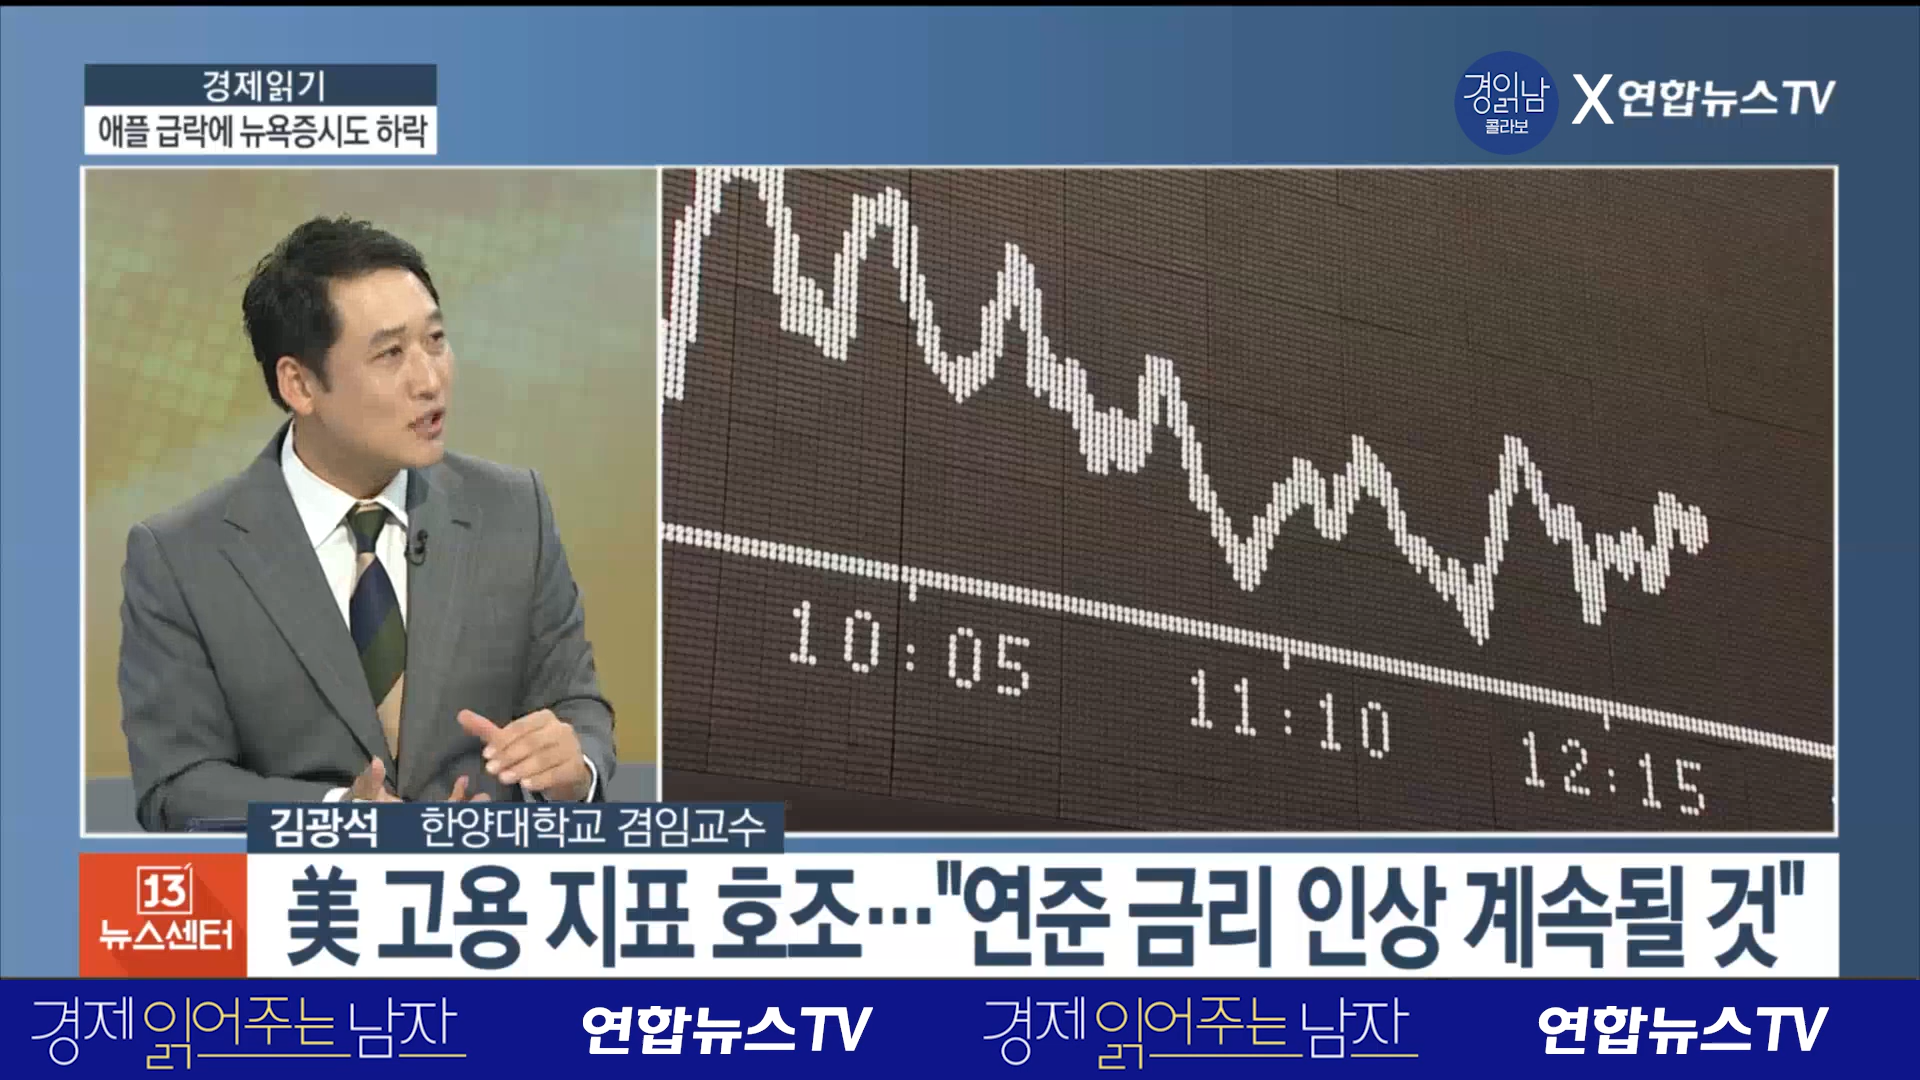 경제읽기
애플 급락에 뉴욕증시도 하락
경읽남
콜라보
X 연합뉴스TV
10:05
11:10
12:15
김광석 한양대학교 겸임교수
13
뉴스센터
美 고용 지표 호조…"연준 금리 인상 계속될 것"
경제 읽어주는 남자 연합뉴스TV 경제 읽어주는 남자 연합뉴스TV